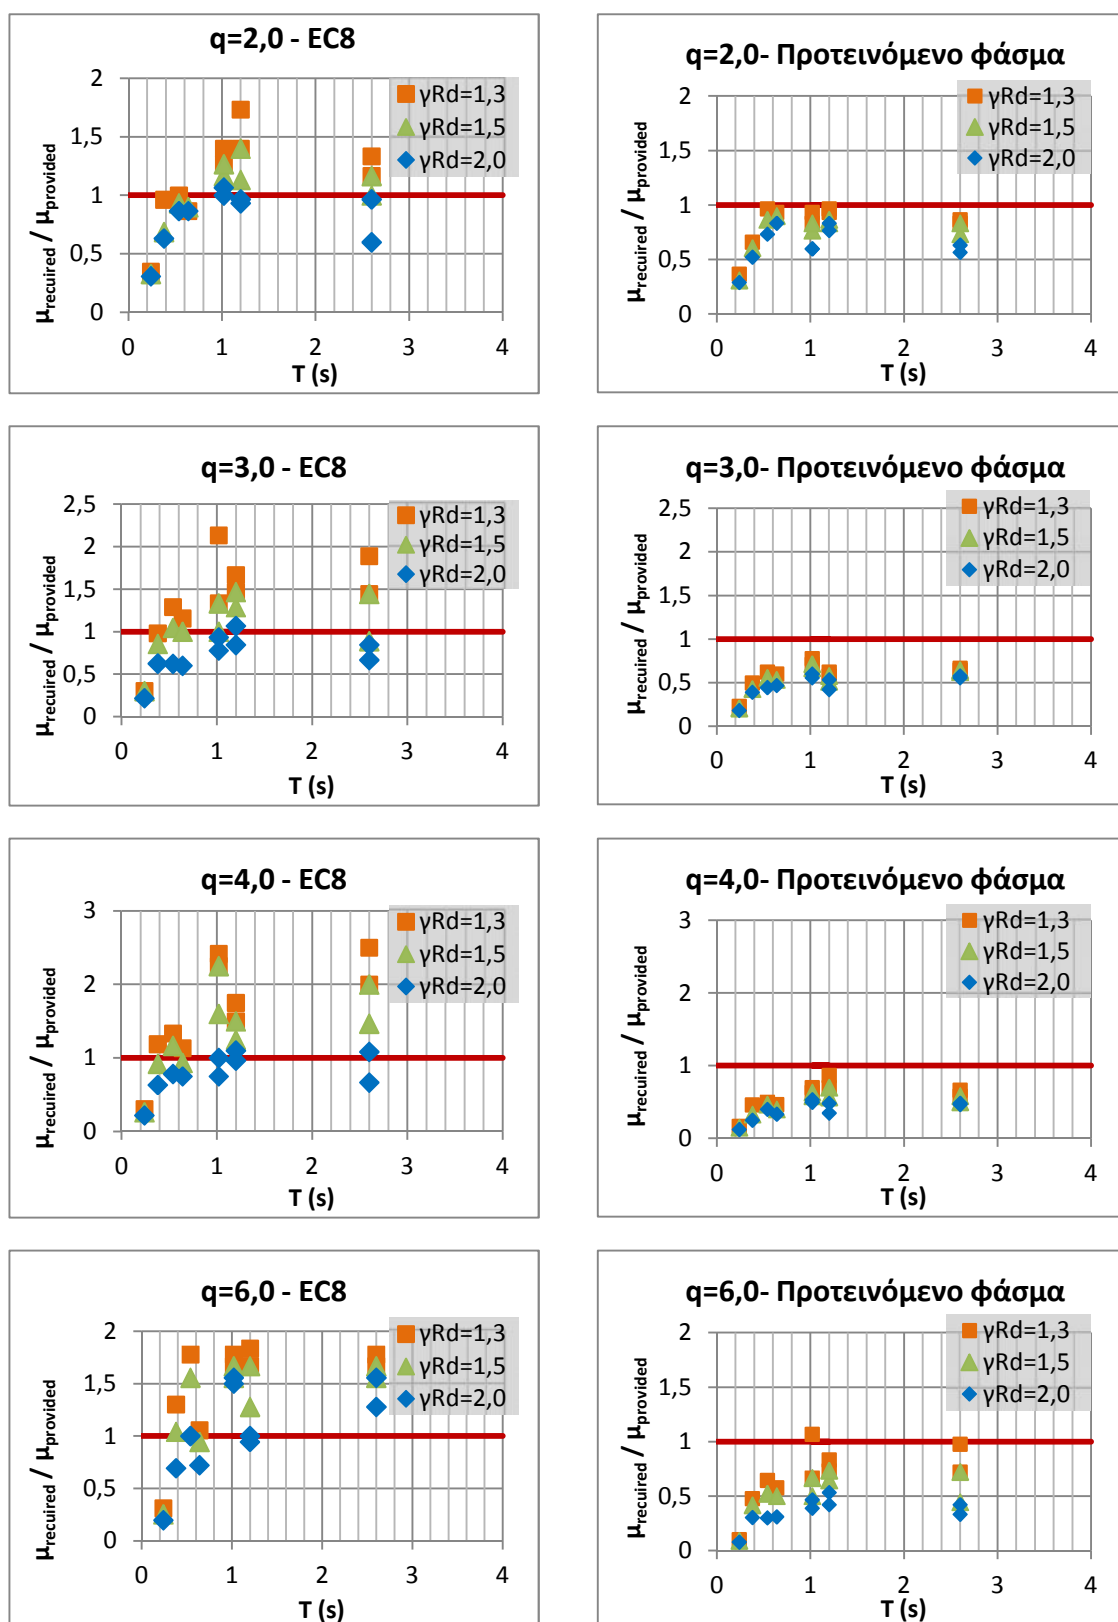 q=2,0 - EC8
μrecuired / μprovided
2
1,5
1
0,5
0
0 1 2 3 4
T (s)
γRd=1,3
γRd=1,5
γRd=2,0
q=2,0- Προτεινόμενο φάσμα
μrecuired / μprovided
2
1,5
1
0,5
0
0 1 2 3 4
T (s)
γRd=1,3
γRd=1,5
γRd=2,0
q=3,0 - EC8
μrecuired / μprovided
2,5
2
1,5
1
0,5
0
0 1 2 3 4
T (s)
γRd=1,3
γRd=1,5
γRd=2,0
q=3,0- Προτεινόμενο φάσμα
μrecuired / μprovided
2,5
2
1,5
1
0,5
0
0 1 2 3 4
T (s)
γRd=1,3
γRd=1,5
γRd=2,0
q=4,0 - EC8
μrecuired / μprovided
3
2
1
0
0 1 2 3 4
T (s)
γRd=1,3
γRd=1,5
γRd=2,0
q=4,0- Προτεινόμενο φάσμα
μrecuired / μprovided
3
2
1
0
0 1 2 3 4
T (s)
γRd=1,3
γRd=1,5
γRd=2,0
q=6,0 - EC8
μrecuired / μprovided
2
1,5
1
0,5
0
0 1 2 3 4
T (s)
γRd=1,3
γRd=1,5
γRd=2,0
q=6,0- Προτεινόμενο φάσμα
μrecuired / μprovided
2
1,5
1
0,5
0
0 1 2 3 4
T (s)
γRd=1,3
γRd=1,5
γRd=2,0